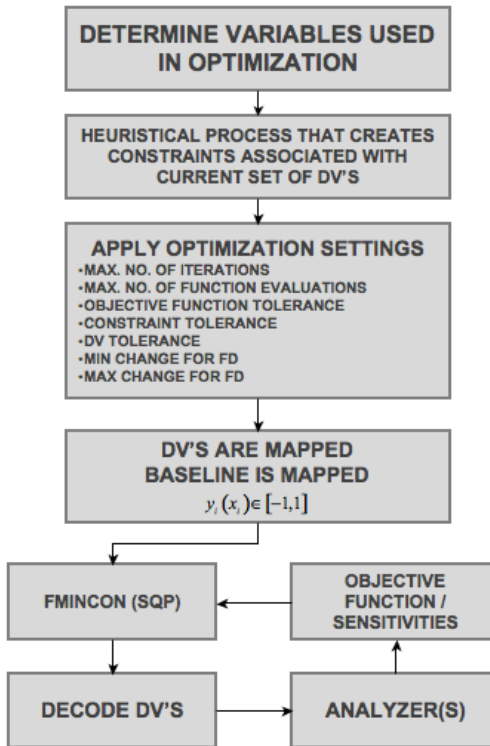 DETERMINE VARIABLES USED
IN OPTIMIZATION
HEURISTICAL PROCESS THAT CREATES
CONSTRAINTS ASSOCIATED WITH
CURRENT SET OF DV'S
APPLY OPTIMIZATION SETTINGS
•MAX. NO. OF ITERATIONS
•MAX. NO. OF FUNCTION EVALUATIONS
•OBJECTIVE FUNCTION TOLERANCE
•CONSTRAINT TOLERANCE
•DV TOLERANCE
•MIN CHANGE FOR FD
•MAX CHANGE FOR FD
DV'S ARE MAPPED
BASELINE IS MAPPED
y_i (x_i) ∈ [−1,1]
FMINCON (SQP)
OBJECTIVE
FUNCTION /
SENSITIVITIES
DECODE DV'S
ANALYZER(S)